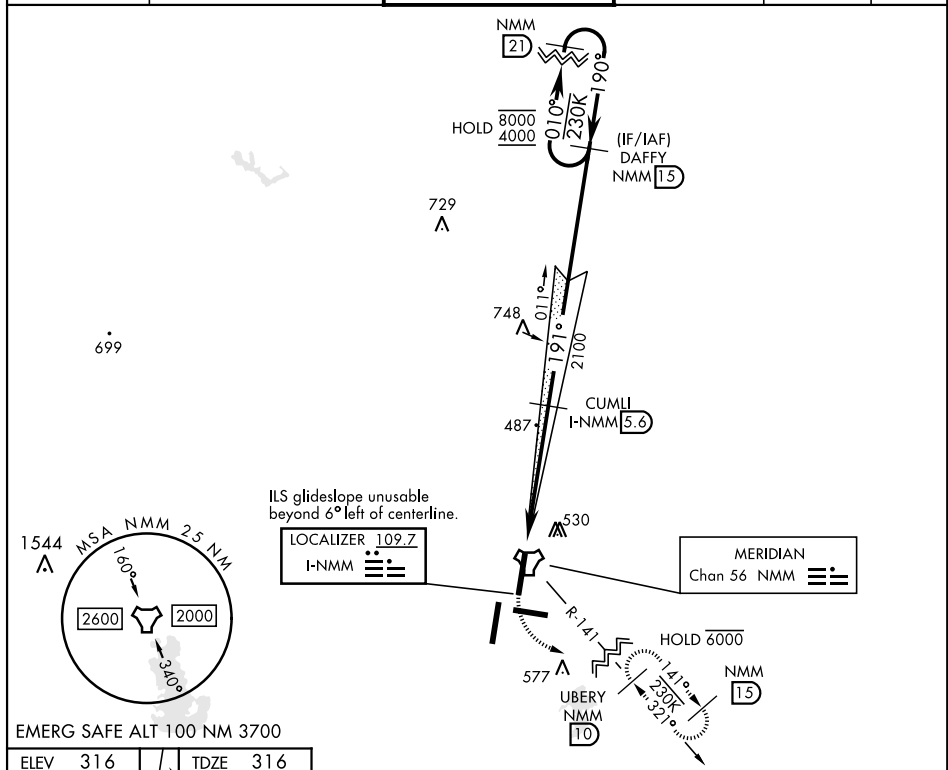 NMM
21
190°
010°
230K
HOLD 8000
4000
(IF/IAF)
DAFFY
NMM 15
729
011°
748
191°
2100
699
CUMLI
I-NMM 5.6
487
ILS glideslope unusable
beyond 6° left of centerline.
LOCALIZER 109.7
I-NMM
530
MERIDIAN
Chan 56 NMM
1544
MSA NMM 25 NM
160°
2600
2000
340°
R-141
HOLD 6000
577
141°
230K
321°
NMM
15
UBERY
NMM
10
EMERG SAFE ALT 100 NM 3700
ELEV 316
TDZE 316